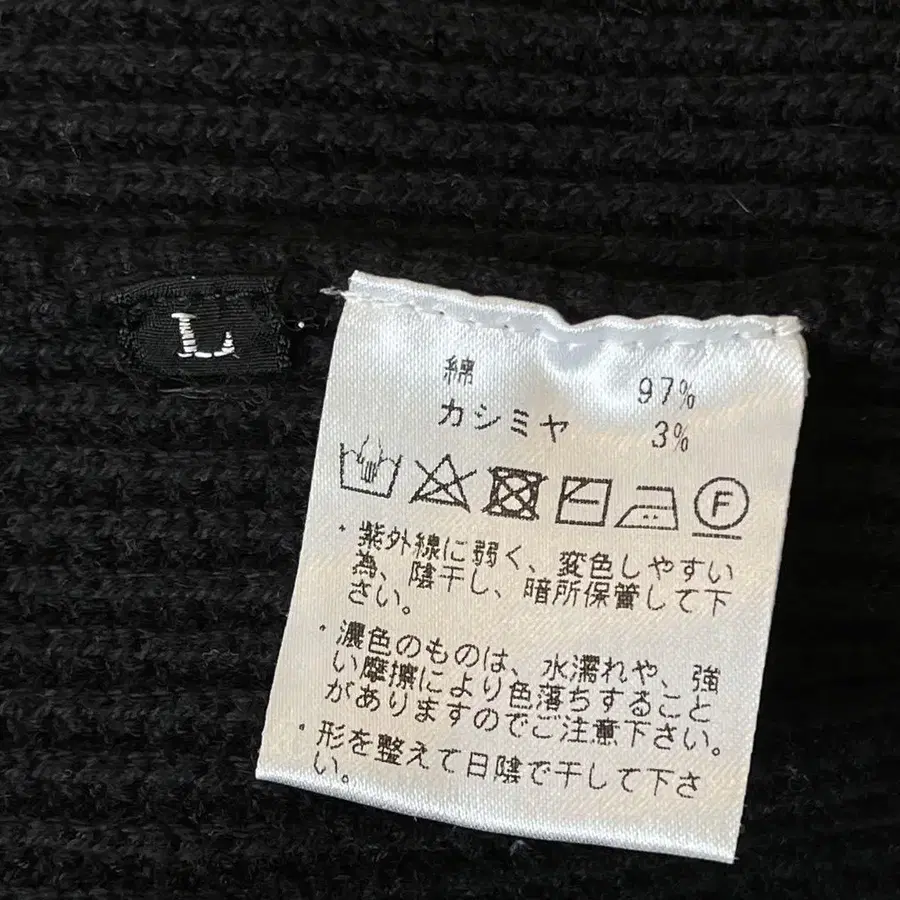 L
綿 97%
カシミヤ 3%
F
・紫外線に弱く、変色しやすい
為、陰干し、暗所保管して下
さい。
・濃色のものは、水濡れや、強
い摩擦により色落ちすること
がありますのでご注意下さい。
・形を整えて日陰で干して下さ
い。